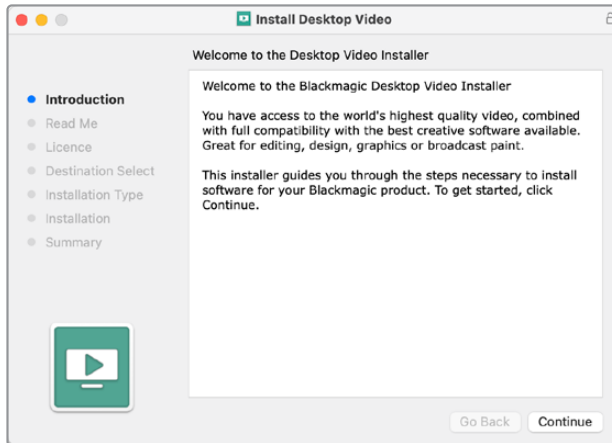 Install Desktop Video
Welcome to the Desktop Video Installer
Introduction
Read Me
Licence
Destination Select
Installation Type
Installation
Summary
Welcome to the Blackmagic Desktop Video Installer
You have access to the world's highest quality video, combined
with full compatibility with the best creative software available.
Great for editing, design, graphics or broadcast paint.
This installer guides you through the steps necessary to install
software for your Blackmagic product. To get started, click
Continue.
Go Back
Continue